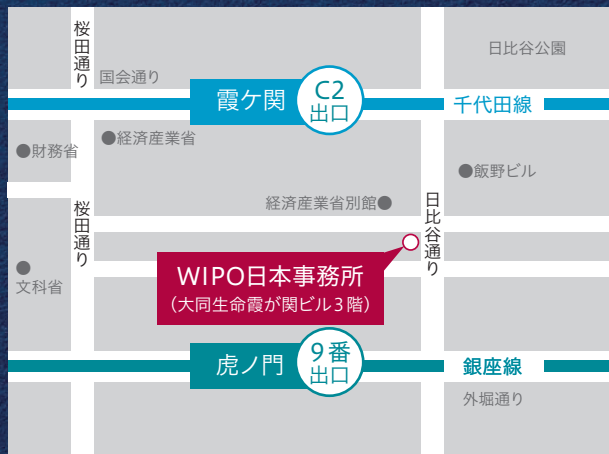 桜田通り
国会通り
日比谷公園
霞ケ関
C2
出口
千代田線
●財務省
●経済産業省
●飯野ビル
経済産業省別館●
桜田通り
日比谷通り
●
文科省
WIPO日本事務所
(大同生命霞が関ビル3階)
虎ノ門
9番
出口
銀座線
外堀通り